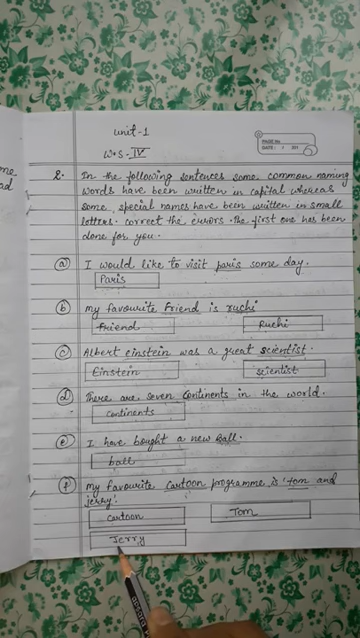 unit-1
W.S-IV
PAGE No
DATE: / 201
me
ad
2. In the following sentences some common naming
words have been written in capital whereas
some special names have been written in small
letters. correct the errors. the first one has been
done for you.
(a) I would like to visit paris some day.
Paris
(b) My favourite Friend is ruchi
Friend Ruchi
(c) Albert einstein was a great scientist.
Einstein scientist
(d) There are seven Continents in the world.
Continents
(e) I have bought a new Ball.
ball
(f) My favourite Cartoon programme is 'tom and
jerry'.
Cartoon Tom
Jerry